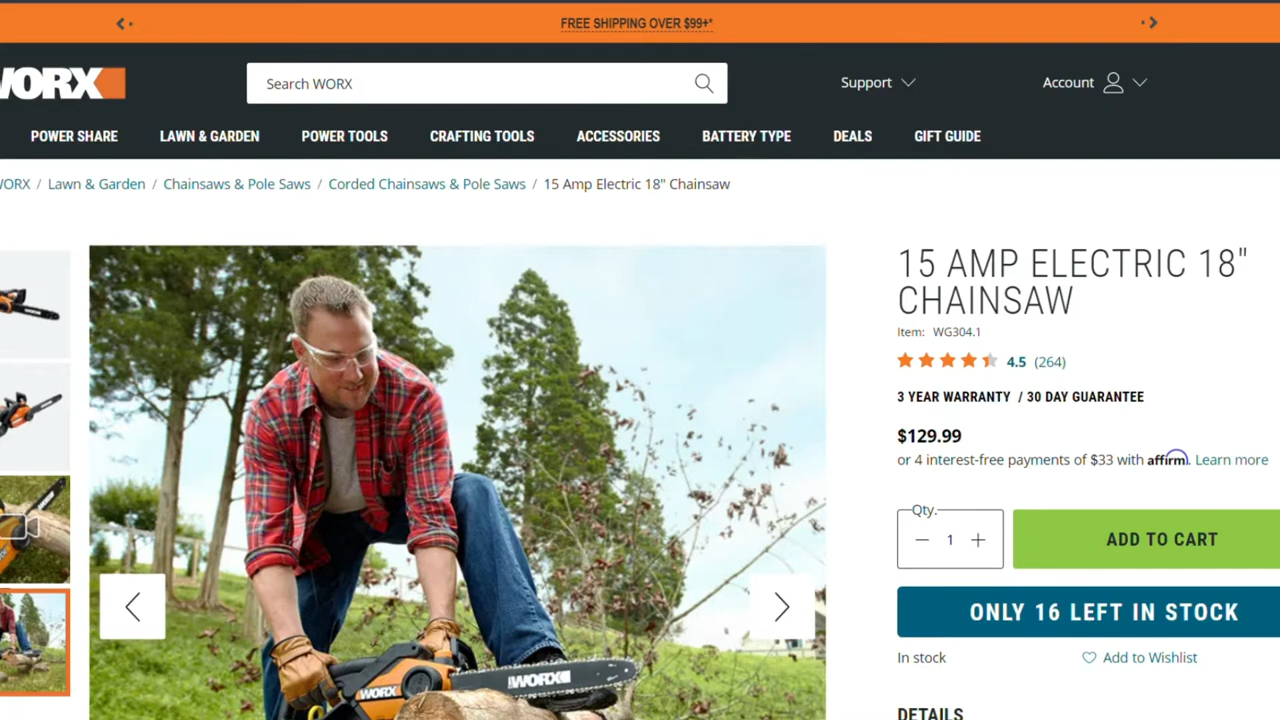 FREE SHIPPING OVER $99+*
WORX
Search WORX
Support
Account
POWER SHARE
LAWN & GARDEN
POWER TOOLS
CRAFTING TOOLS
ACCESSORIES
BATTERY TYPE
DEALS
GIFT GUIDE
WORX / Lawn & Garden / Chainsaws & Pole Saws / Corded Chainsaws & Pole Saws / 15 Amp Electric 18" Chainsaw
15 AMP ELECTRIC 18"
CHAINSAW
Item: WG304.1
4.5 (264)
3 YEAR WARRANTY / 30 DAY GUARANTEE
$129.99
or 4 interest-free payments of $33 with affirm. Learn more
Qty.
1
ADD TO CART
ONLY 16 LEFT IN STOCK
In stock
Add to Wishlist
DETAILS
WORX
WORX